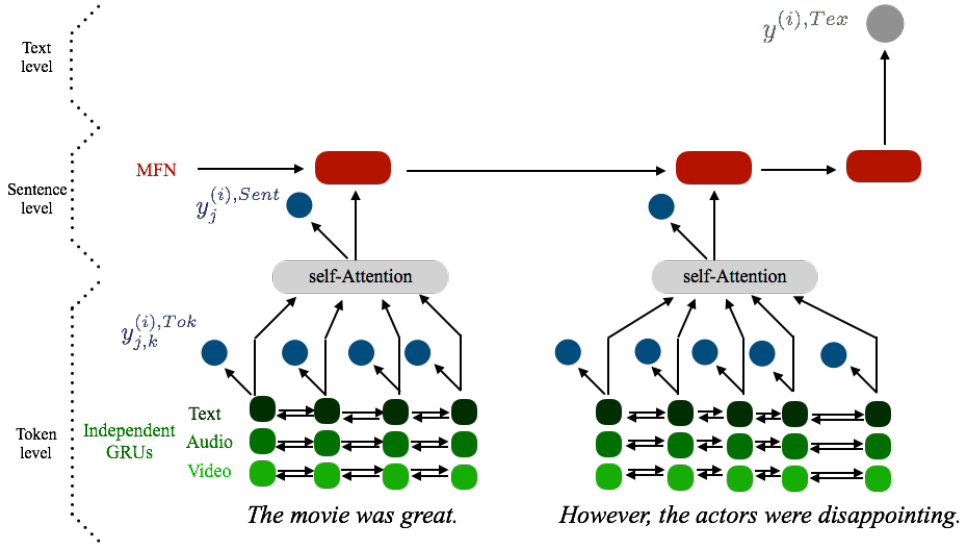 Text
level
y^{(i),Tex}
Sentence
level
MFN
y_j^{(i),Sent}
self-Attention
self-Attention
y_{j,k}^{(i),Tok}
Token
level
Independent
GRUs
Text
Audio
Video
The movie was great.
However, the actors were disappointing.